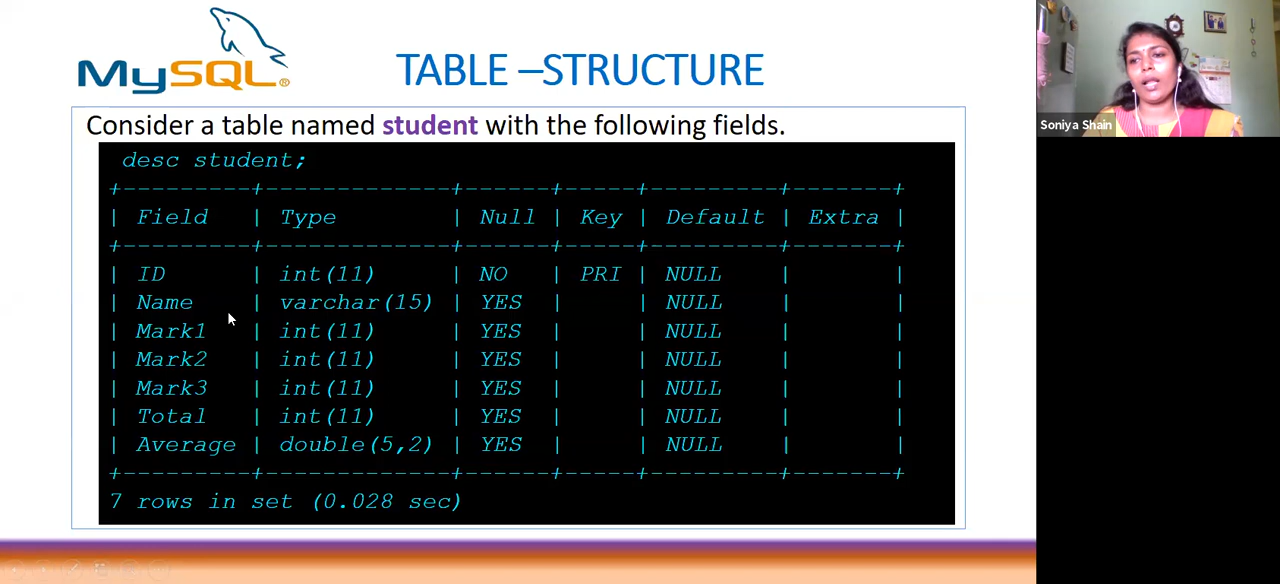 MySQL®
TABLE –STRUCTURE
Consider a table named student with the following fields.
desc student;
+---------+-------------+------+-----+---------+-------+
| Field | Type | Null | Key | Default | Extra |
+---------+-------------+------+-----+---------+-------+
| ID | int(11) | NO | PRI | NULL | |
| Name | varchar(15) | YES | | NULL | |
| Mark1 | int(11) | YES | | NULL | |
| Mark2 | int(11) | YES | | NULL | |
| Mark3 | int(11) | YES | | NULL | |
| Total | int(11) | YES | | NULL | |
| Average | double(5,2) | YES | | NULL | |
+---------+-------------+------+-----+---------+-------+
7 rows in set (0.028 sec)
Soniya Shain